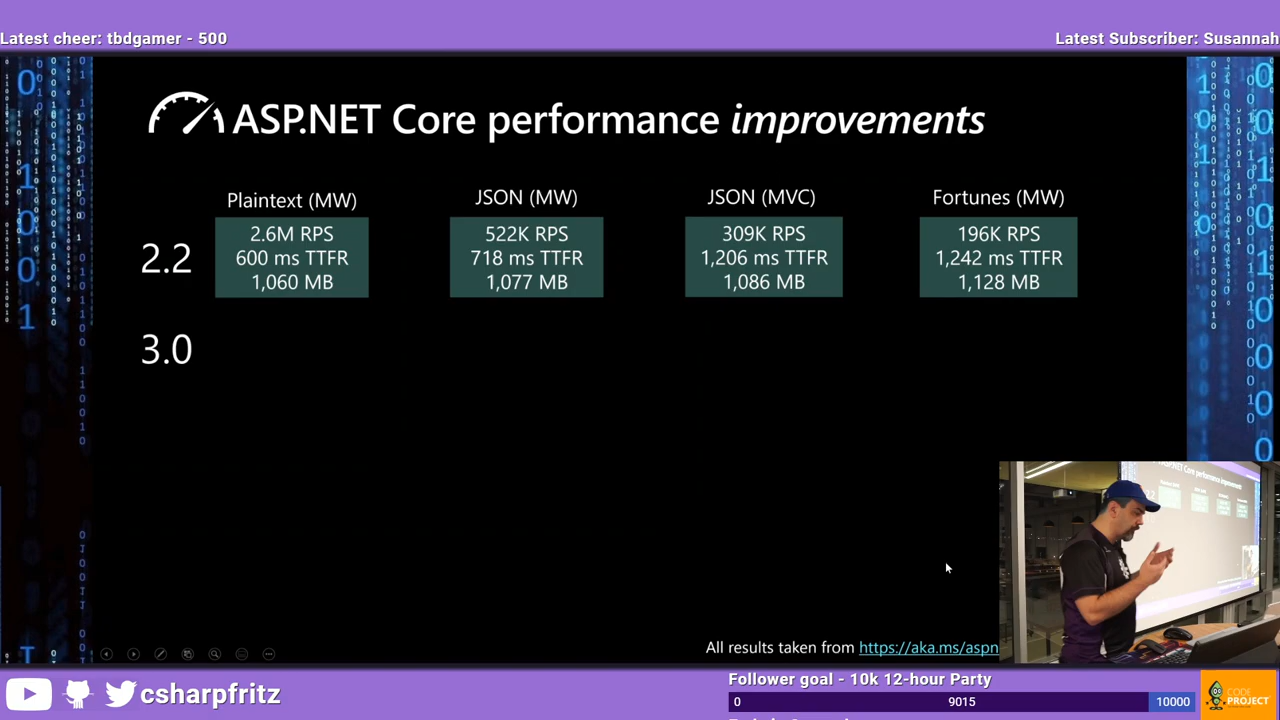 Latest cheer: tbdgamer - 500
Latest Subscriber: Susannah
ASP.NET Core performance improvements
Plaintext (MW)
JSON (MW)
JSON (MVC)
Fortunes (MW)
2.2
2.6M RPS
600 ms TTFR
1,060 MB
522K RPS
718 ms TTFR
1,077 MB
309K RPS
1,206 ms TTFR
1,086 MB
196K RPS
1,242 ms TTFR
1,128 MB
3.0
All results taken from https://aka.ms/aspn
csharpfritz
Follower goal - 10k 12-hour Party
0 9015 10000
CODE
PROJECT